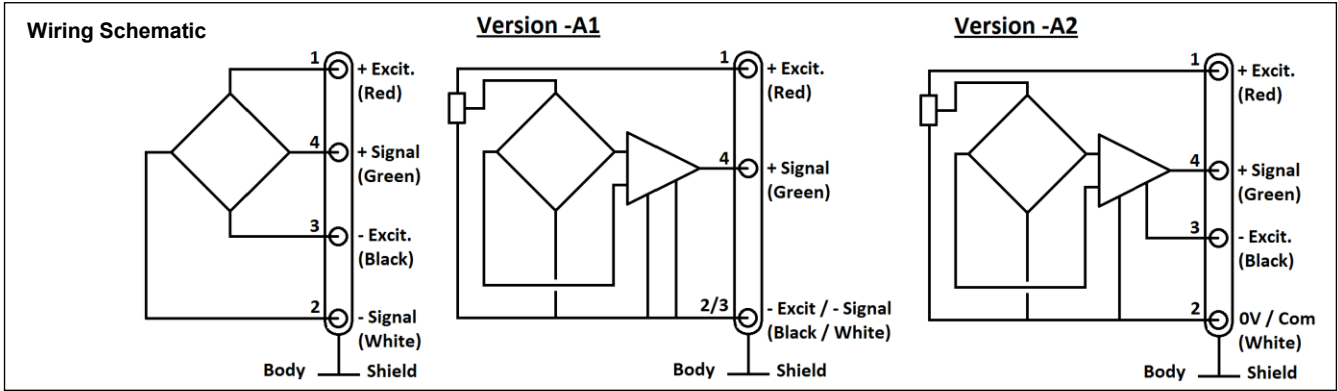 Wiring Schematic
1
+ Excit.
(Red)
4
+ Signal
(Green)
3
- Excit.
(Black)
2
- Signal
(White)
Body
Shield
Version -A1
1
+ Excit.
(Red)
4
+ Signal
(Green)
2/3
- Excit / - Signal
(Black / White)
Body
Shield
Version -A2
1
+ Excit.
(Red)
4
+ Signal
(Green)
3
- Excit.
(Black)
2
0V / Com
(White)
Body
Shield